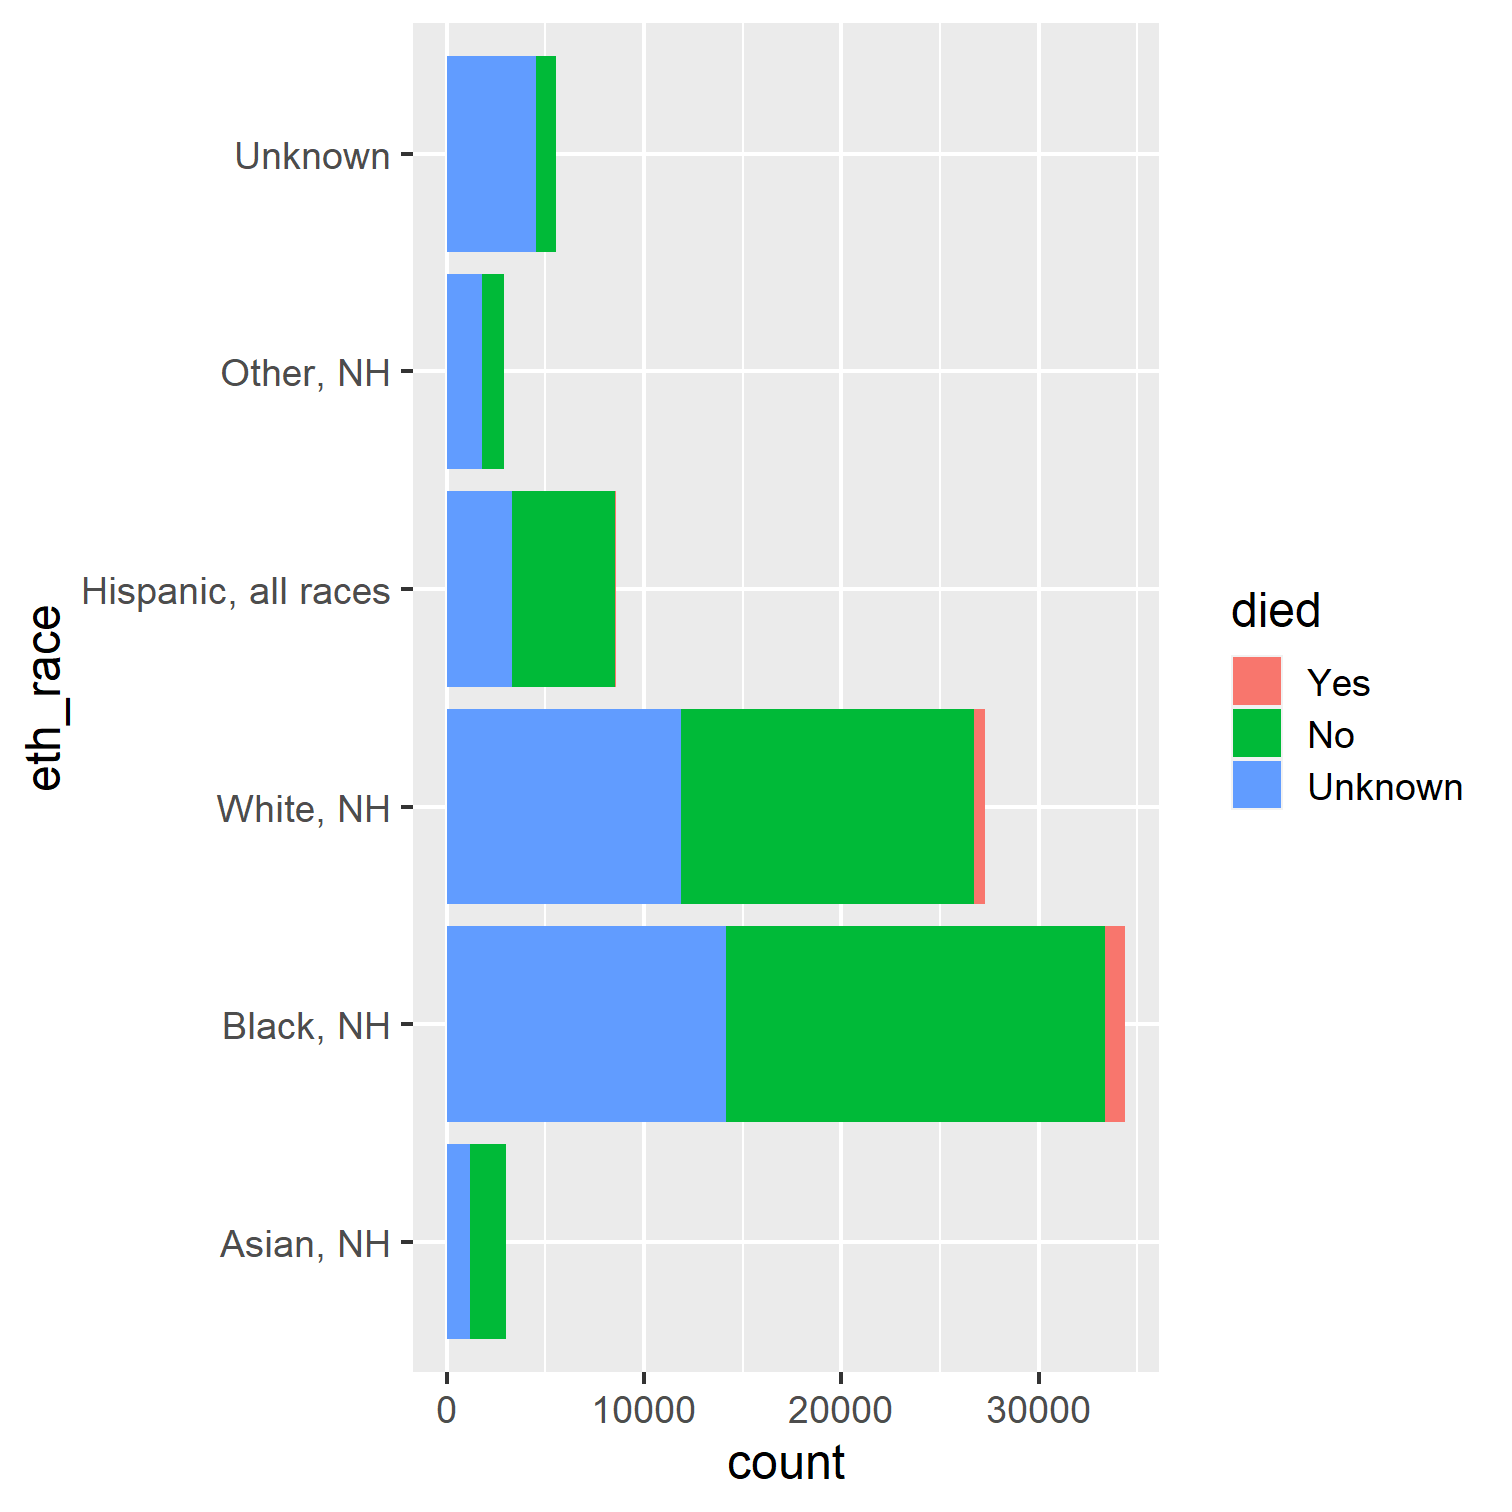 Unknown
Other, NH
Hispanic, all races
White, NH
Black, NH
Asian, NH
eth_race
0
10000
20000
30000
count
died
Yes
No
Unknown